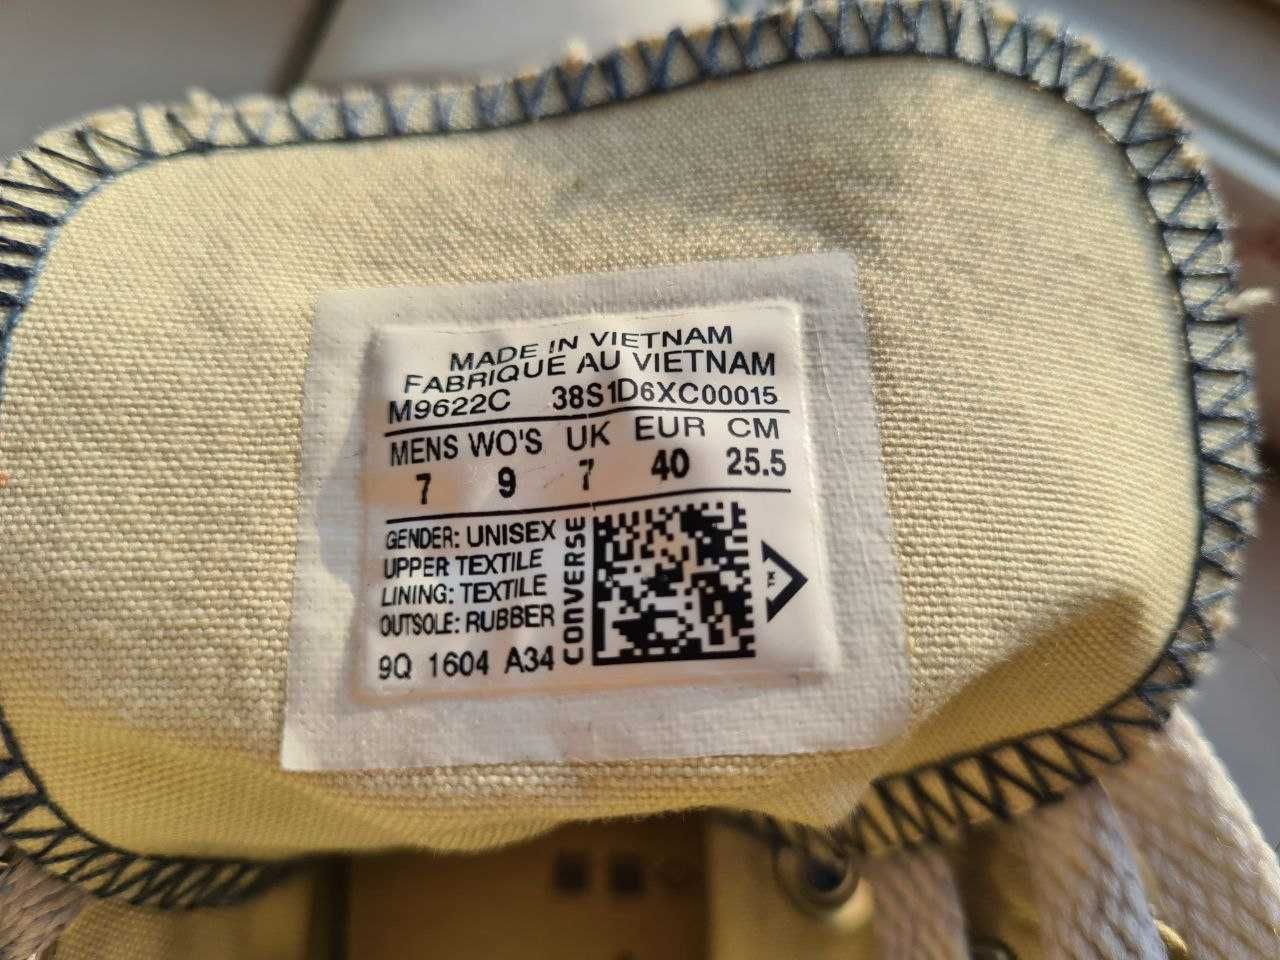 MADE IN VIETNAM
FABRIQUE AU VIETNAM
M9622C 38S1D6XC00015
MENS WO'S UK EUR CM
7 9 7 40 25.5
GENDER: UNISEX
UPPER TEXTILE
LINING: TEXTILE
OUTSOLE: RUBBER
9Q 1604 A34
CONVERSE
TM